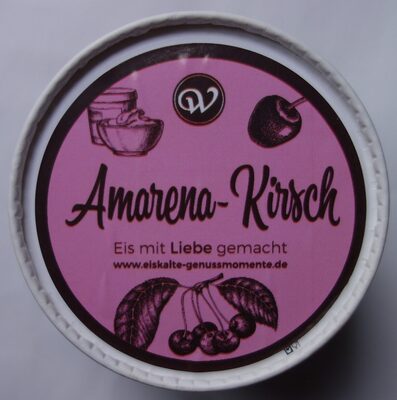 W
Amarena-Kirsch
Eis mit Liebe gemacht
www.eiskalte-genussmomente.de